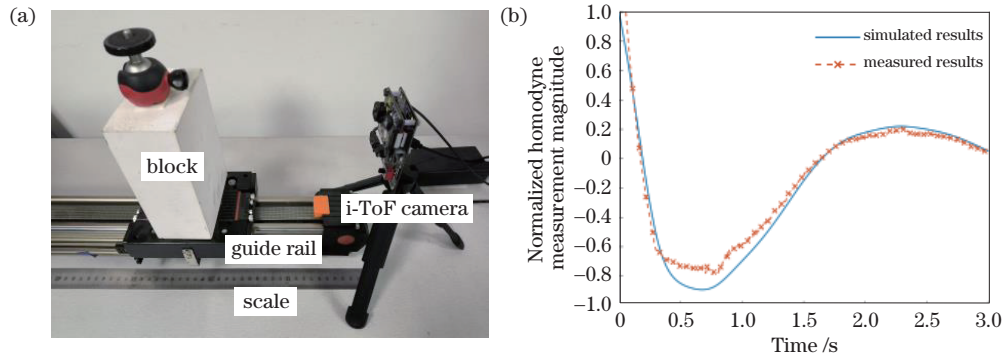 (a)
block
i-ToF camera
guide rail
scale
(b)
Normalized homodyne
measurement magnitude
1.0
0.8
0.6
0.4
0.2
0
−0.2
−0.4
−0.6
−0.8
−1.0
simulated results
measured results
0
0.5
1.0
1.5
2.0
2.5
3.0
Time /s